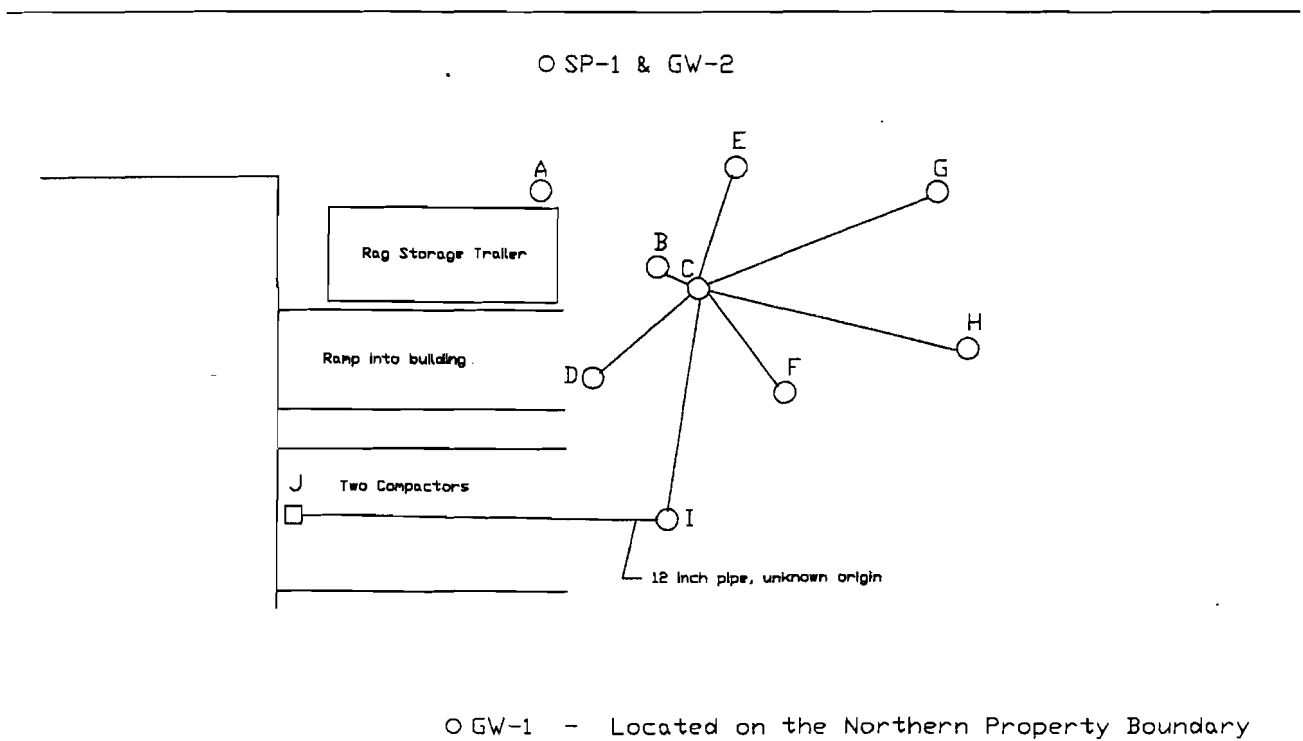 SP-1 & GW-2
A
E
G
Rag Storage Trailer
B
C
H
Ramp into building
D
F
J
Two Compactors
I
12 inch pipe, unknown origin
GW-1 - Located on the Northern Property Boundary